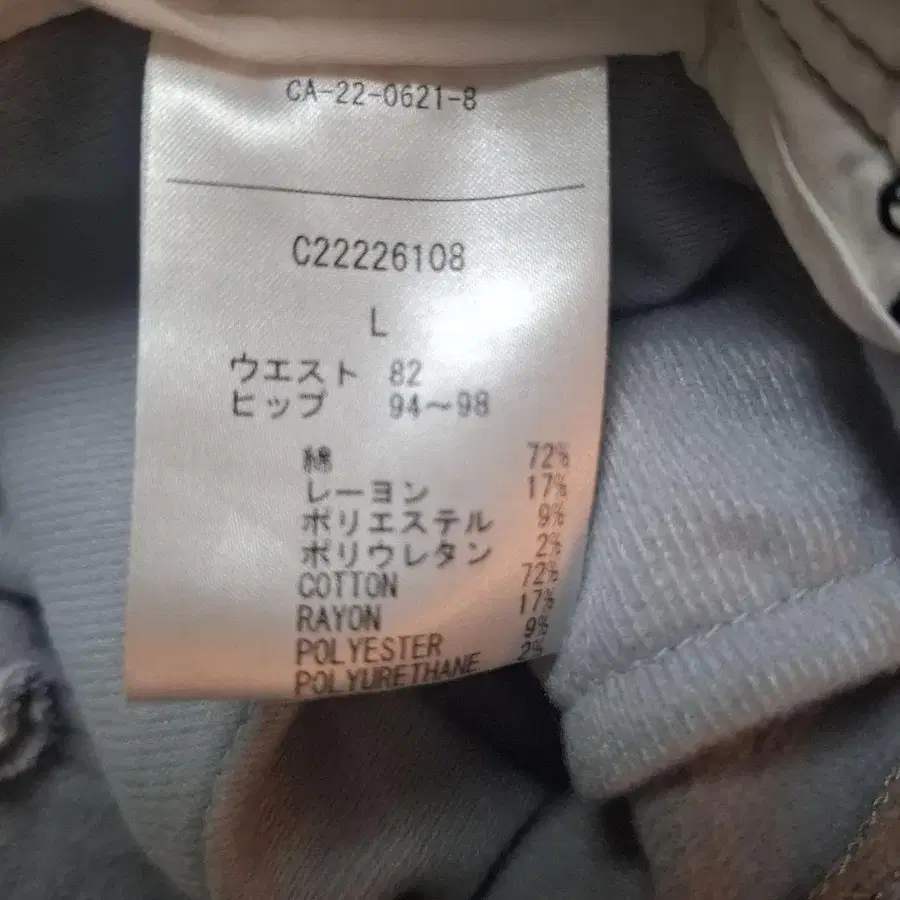 CA-22-0621-8
C22226108
L
ウエスト 82
ヒップ 94～98
綿 72%
レーヨン 17%
ポリエステル 9%
ポリウレタン 2%
COTTON 72%
RAYON 17%
POLYESTER 9%
POLYURETHANE 2%